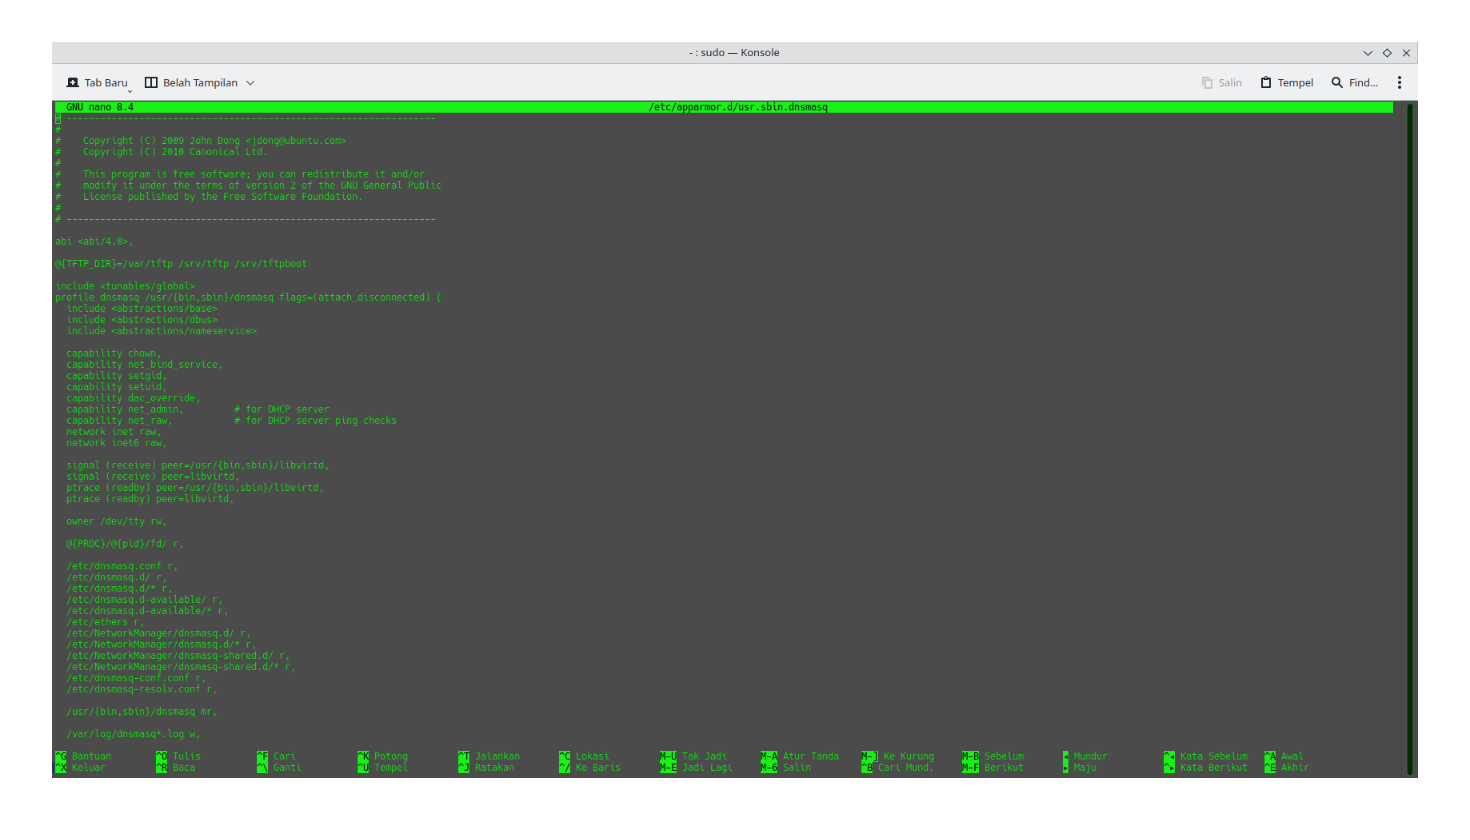 - : sudo — Konsole
Tab Baru Belah Tampilan Salin Tempel Find...
GNU nano 8.4 /etc/apparmor.d/usr.sbin.dnsmasq
# ------------------------------------------------------------------
#
#    Copyright (C) 2009 John Dong <jdong@ubuntu.com>
#    Copyright (C) 2010 Canonical Ltd.
#
#    This program is free software; you can redistribute it and/or
#    modify it under the terms of version 2 of the GNU General Public
#    License published by the Free Software Foundation.
#
# ------------------------------------------------------------------
abi <abi/4.0>,
@{TFTP_DIR}=/var/tftp /srv/tftp /srv/tftpboot
include <tunables/global>
profile dnsmasq /usr/{bin,sbin}/dnsmasq flags=(attach_disconnected) {
  include <abstractions/base>
  include <abstractions/dbus>
  include <abstractions/nameservice>
  capability chown,
  capability net_bind_service,
  capability setgid,
  capability setuid,
  capability dac_override,
  capability net_admin,         # for DHCP server
  capability net_raw,           # for DHCP server ping checks
  network inet raw,
  network inet6 raw,
  signal (receive) peer=/usr/{bin,sbin}/libvirtd,
  signal (receive) peer=libvirtd,
  ptrace (readby) peer=/usr/{bin,sbin}/libvirtd,
  ptrace (readby) peer=libvirtd,
  owner /dev/tty rw,
  @{PROC}/@{pid}/fd/ r,
  /etc/dnsmasq.conf r,
  /etc/dnsmasq.d/ r,
  /etc/dnsmasq.d/* r,
  /etc/dnsmasq.d-available/ r,
  /etc/dnsmasq.d-available/* r,
  /etc/ethers r,
  /etc/NetworkManager/dnsmasq.d/ r,
  /etc/NetworkManager/dnsmasq.d/* r,
  /etc/NetworkManager/dnsmasq-shared.d/ r,
  /etc/NetworkManager/dnsmasq-shared.d/* r,
  /etc/dnsmasq-conf.conf r,
  /etc/dnsmasq-resolv.conf r,
  /usr/{bin,sbin}/dnsmasq mr,
  /var/log/dnsmasq*.log w,
^G Bantuan ^O Tulis ^F Cari ^K Potong ^T Jalankan ^C Lokasi M-U Tak Jadi M-A Atur Tanda M-] Ke Kurung M-B Sebelum ◂ Mundur ^◂ Kata Sebelum ^A Awal
^X Keluar ^R Baca ^\ Ganti ^U Tempel ^J Ratakan ^/ Ke Baris M-E Jadi Lagi M-6 Salin ^B Cari Mund. M-F Berikut ▸ Maju ^▸ Kata Berikut ^E Akhir